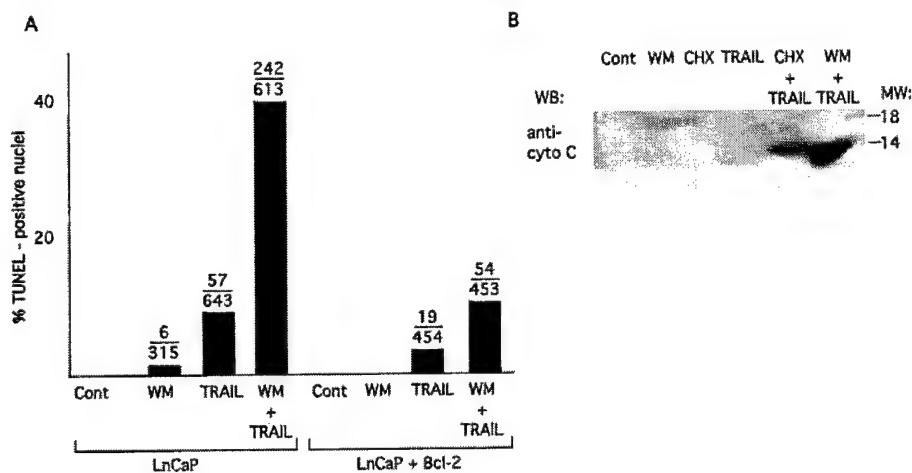 A
% TUNEL - positive nuclei
40
20
242
613
57
643
6
315
54
453
19
454
Cont WM TRAIL WM + TRAIL Cont WM TRAIL WM + TRAIL
LnCaP LnCaP + Bcl-2
B
Cont WM CHX TRAIL CHX + TRAIL WM + TRAIL
WB: MW:
anti-cyto C
18
14